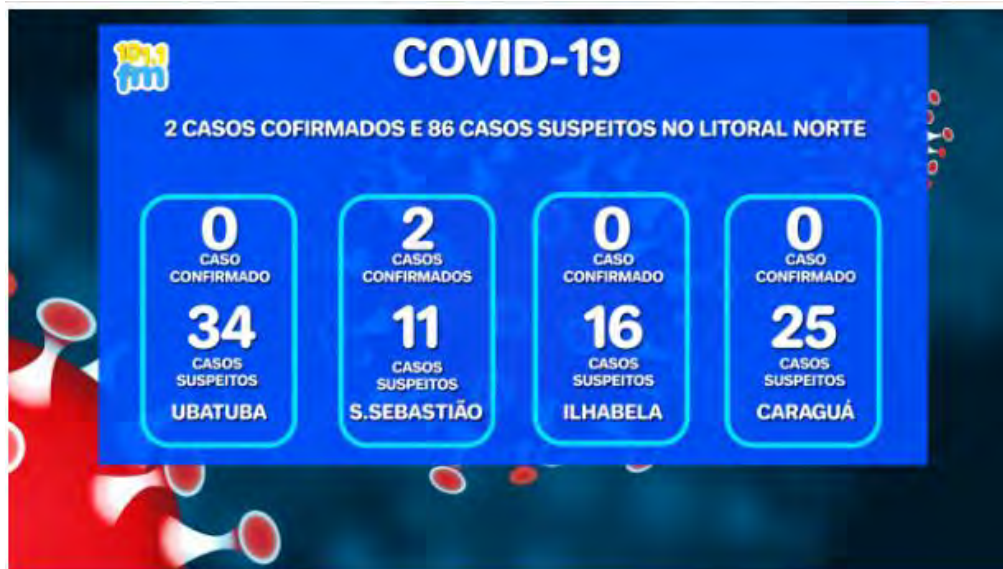 101,1
fm
COVID-19
2 CASOS COFIRMADOS E 86 CASOS SUSPEITOS NO LITORAL NORTE
0
CASO
CONFIRMADO
34
CASOS
SUSPEITOS
UBATUBA
2
CASOS
CONFIRMADOS
11
CASOS
SUSPEITOS
S.SEBASTIÃO
0
CASO
CONFIRMADO
16
CASOS
SUSPEITOS
ILHABELA
0
CASO
CONFIRMADO
25
CASOS
SUSPEITOS
CARAGUÁ